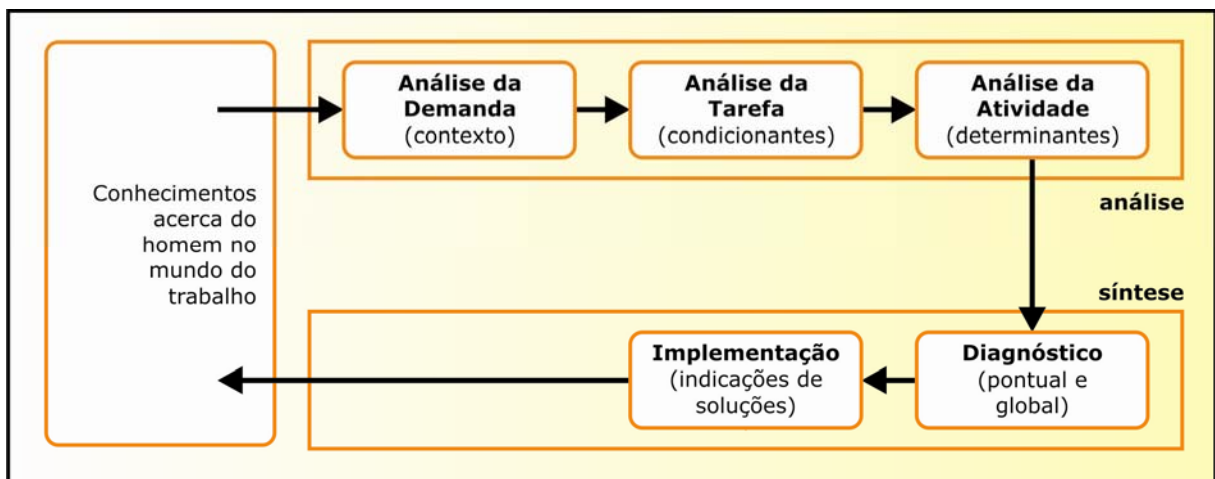 Análise da
Demanda
(contexto)
Análise da
Tarefa
(condicionantes)
Análise da
Atividade
(determinantes)
análise
Conhecimentos
acerca do
homem no
mundo do
trabalho
síntese
Implementação
(indicações de
soluções)
Diagnóstico
(pontual e
global)